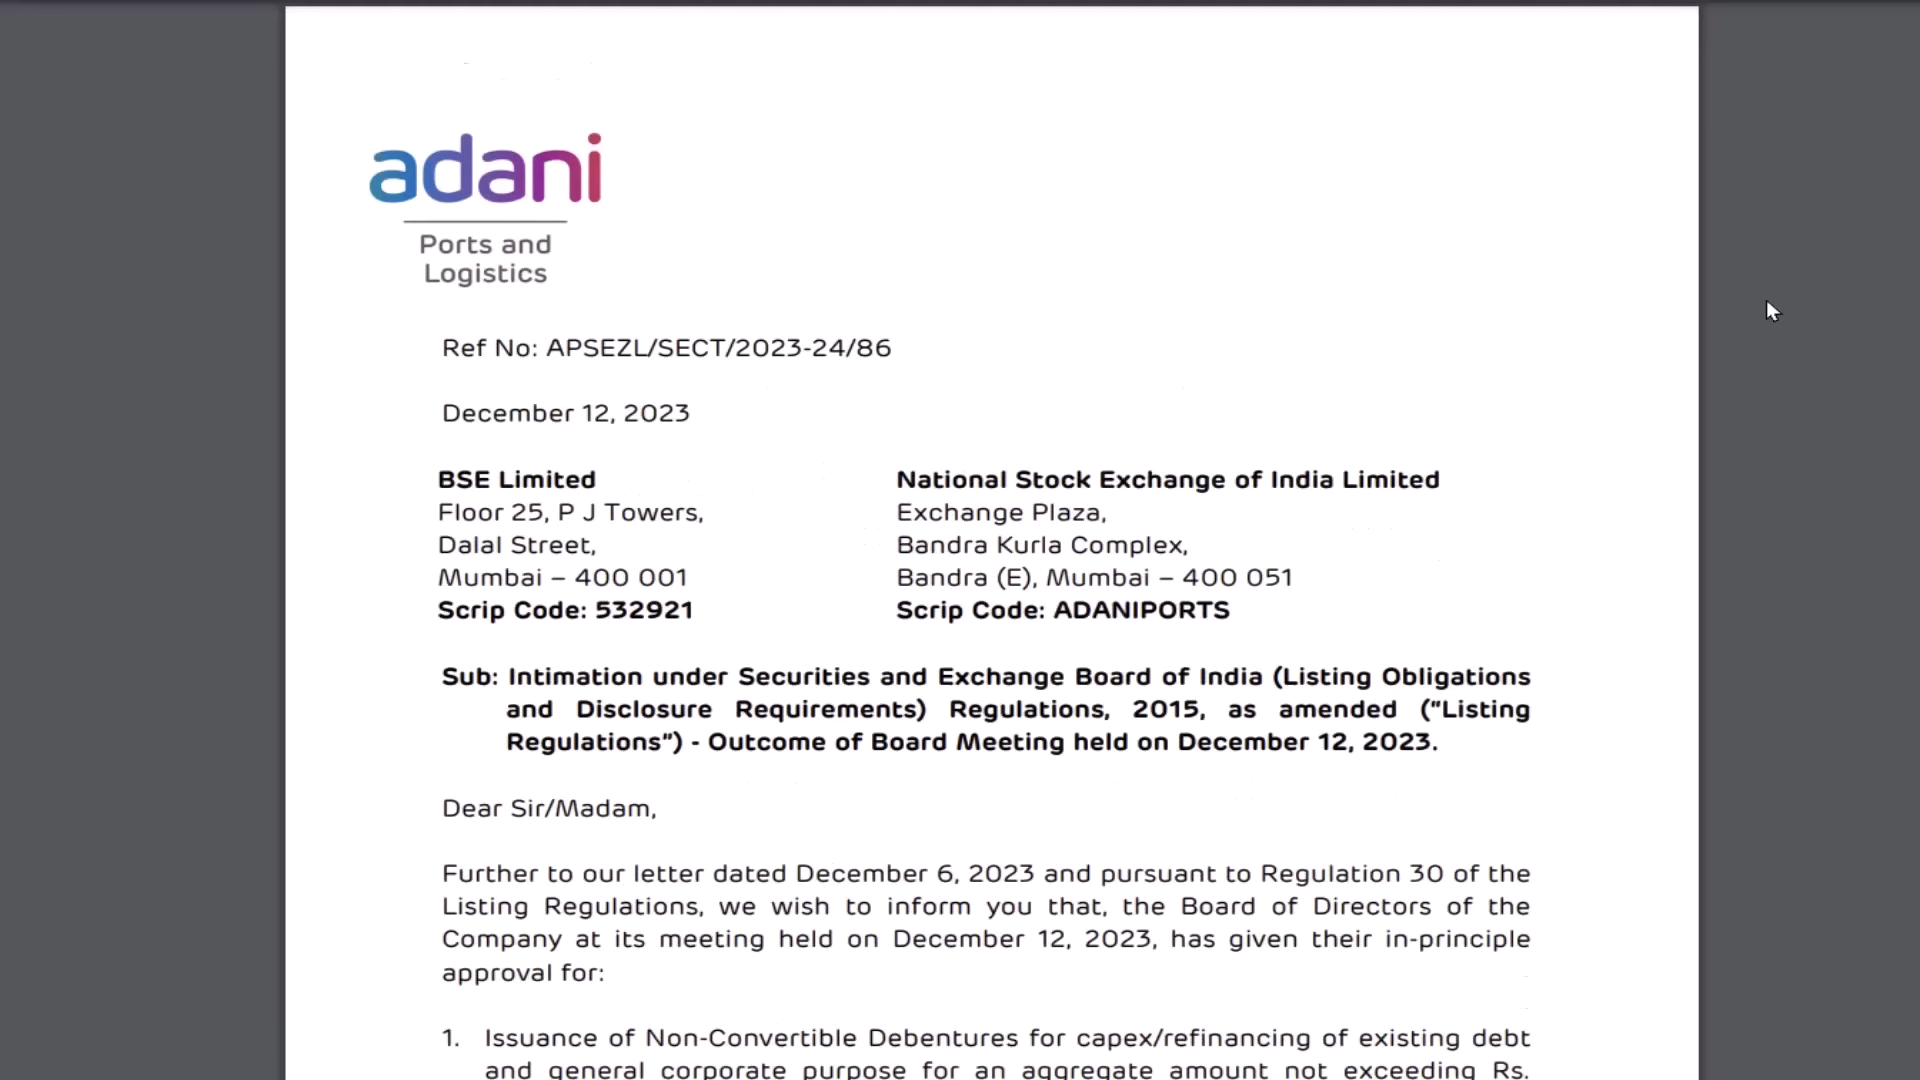 adani
Ports and
Logistics
Ref No: APSEZL/SECT/2023-24/86
December 12, 2023
BSE Limited
Floor 25, P J Towers,
Dalal Street,
Mumbai – 400 001
Scrip Code: 532921
National Stock Exchange of India Limited
Exchange Plaza,
Bandra Kurla Complex,
Bandra (E), Mumbai – 400 051
Scrip Code: ADANIPORTS
Sub: Intimation under Securities and Exchange Board of India (Listing Obligations
and Disclosure Requirements) Regulations, 2015, as amended ("Listing
Regulations") - Outcome of Board Meeting held on December 12, 2023.
Dear Sir/Madam,
Further to our letter dated December 6, 2023 and pursuant to Regulation 30 of the
Listing Regulations, we wish to inform you that, the Board of Directors of the
Company at its meeting held on December 12, 2023, has given their in-principle
approval for:
1. Issuance of Non-Convertible Debentures for capex/refinancing of existing debt
and general corporate purpose for an aggregate amount not exceeding Rs.